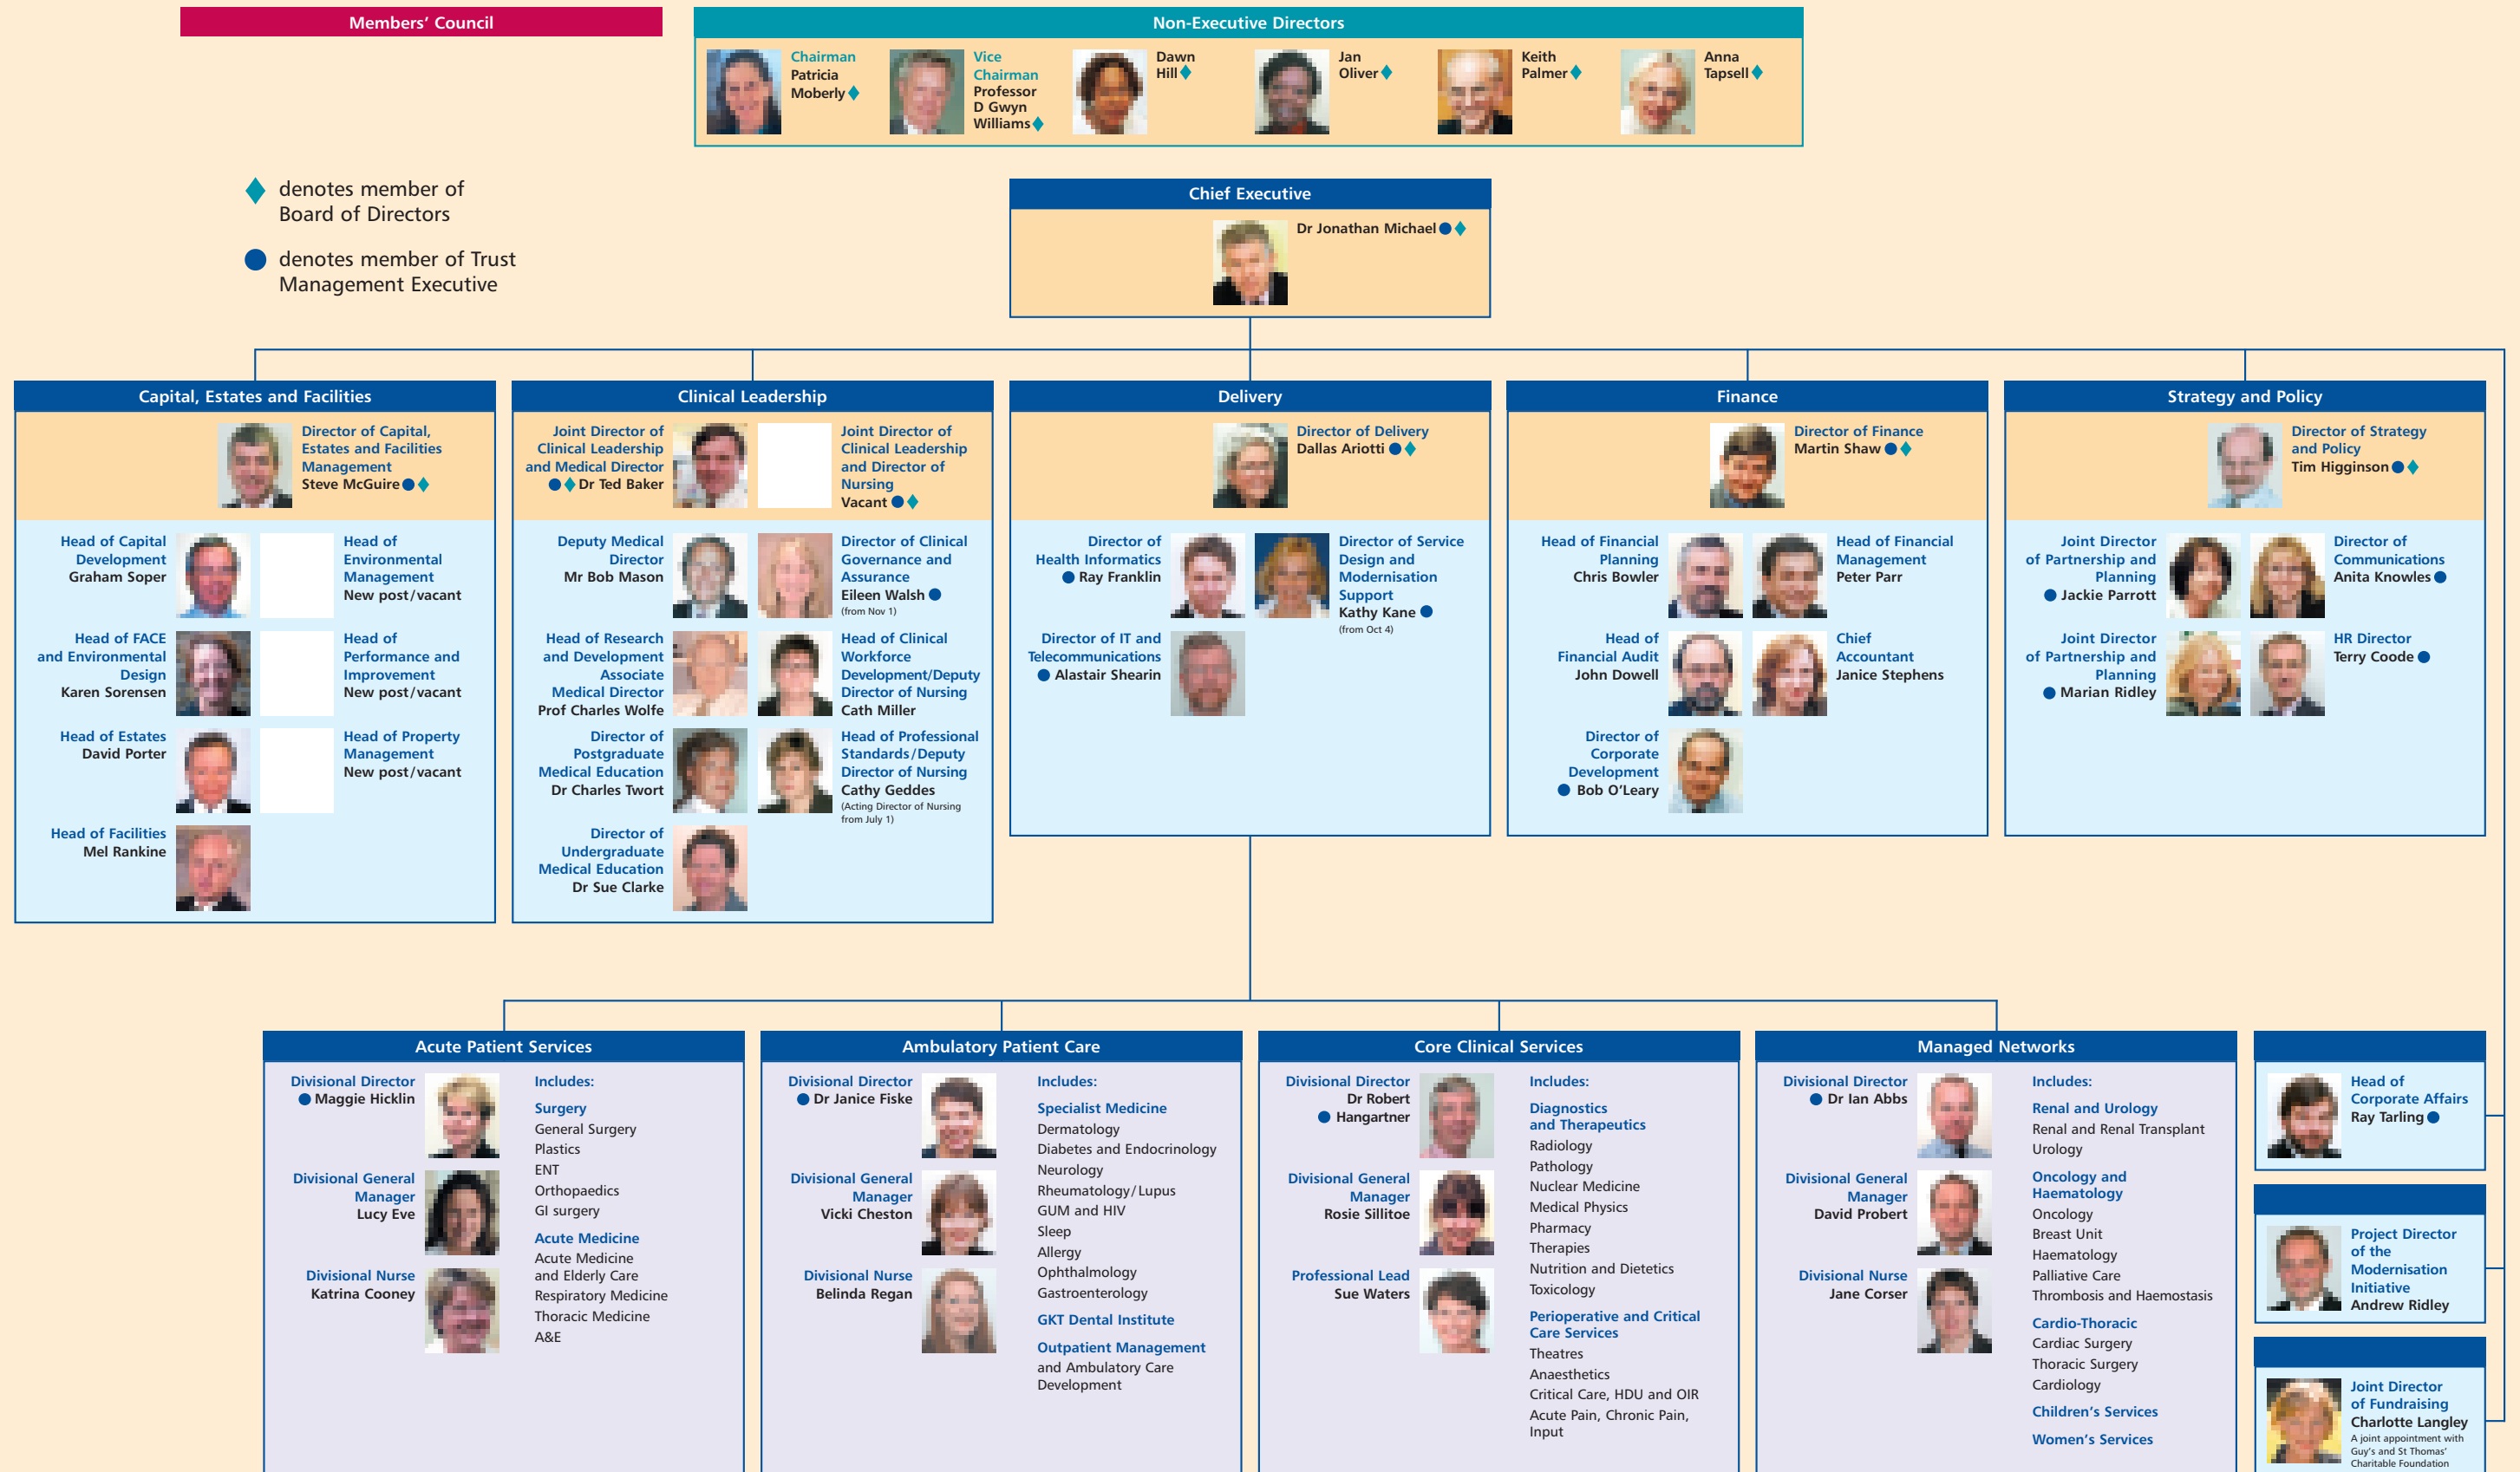 Members’ Council
Non-Executive Directors
Chairman
Patricia
Moberly
Vice
Chairman
Professor
D Gwyn
Williams
Dawn
Hill
Jan
Oliver
Keith
Palmer
Anna
Tapsell
denotes member of
Board of Directors
denotes member of Trust
Management Executive
Chief Executive
Dr Jonathan Michael
Capital, Estates and Facilities
Director of Capital,
Estates and Facilities
Management
Steve McGuire
Head of Capital
Development
Graham Soper
Head of
Environmental
Management
New post/vacant
Head of FACE
and Environmental
Design
Karen Sorensen
Head of
Performance and
Improvement
New post/vacant
Head of Estates
David Porter
Head of Property
Management
New post/vacant
Head of Facilities
Mel Rankine
Clinical Leadership
Joint Director of
Clinical Leadership
and Medical Director
Dr Ted Baker
Joint Director of
Clinical Leadership
and Director of
Nursing
Vacant
Deputy Medical
Director
Mr Bob Mason
Director of Clinical
Governance and
Assurance
Eileen Walsh
(from Nov 1)
Head of Research
and Development
Associate
Medical Director
Prof Charles Wolfe
Head of Clinical
Workforce
Development/Deputy
Director of Nursing
Cath Miller
Director of
Postgraduate
Medical Education
Dr Charles Twort
Head of Professional
Standards/Deputy
Director of Nursing
Cathy Geddes
(Acting Director of Nursing
from July 1)
Director of
Undergraduate
Medical Education
Dr Sue Clarke
Delivery
Director of Delivery
Dallas Ariotti
Director of
Health Informatics
Ray Franklin
Director of Service
Design and
Modernisation
Support
Kathy Kane
(from Oct 4)
Director of IT and
Telecommunications
Alastair Shearin
Finance
Director of Finance
Martin Shaw
Head of Financial
Planning
Chris Bowler
Head of Financial
Management
Peter Parr
Head of
Financial Audit
John Dowell
Chief
Accountant
Janice Stephens
Director of
Corporate
Development
Bob O’Leary
Strategy and Policy
Director of Strategy
and Policy
Tim Higginson
Joint Director
of Partnership and
Planning
Jackie Parrott
Director of
Communications
Anita Knowles
Joint Director
of Partnership and
Planning
Marian Ridley
HR Director
Terry Coode
Acute Patient Services
Divisional Director
Maggie Hicklin
Divisional General
Manager
Lucy Eve
Divisional Nurse
Katrina Cooney
Includes:
Surgery
General Surgery
Plastics
ENT
Orthopaedics
GI surgery
Acute Medicine
Acute Medicine
and Elderly Care
Respiratory Medicine
Thoracic Medicine
A&E
Ambulatory Patient Care
Divisional Director
Dr Janice Fiske
Divisional General
Manager
Vicki Cheston
Divisional Nurse
Belinda Regan
Includes:
Specialist Medicine
Dermatology
Diabetes and Endocrinology
Neurology
Rheumatology/Lupus
GUM and HIV
Sleep
Allergy
Ophthalmology
Gastroenterology
GKT Dental Institute
Outpatient Management
and Ambulatory Care
Development
Core Clinical Services
Divisional Director
Dr Robert
Hangartner
Divisional General
Manager
Rosie Sillitoe
Professional Lead
Sue Waters
Includes:
Diagnostics
and Therapeutics
Radiology
Pathology
Nuclear Medicine
Medical Physics
Pharmacy
Therapies
Nutrition and Dietetics
Toxicology
Perioperative and Critical
Care Services
Theatres
Anaesthetics
Critical Care, HDU and OIR
Acute Pain, Chronic Pain,
Input
Managed Networks
Divisional Director
Dr Ian Abbs
Divisional General
Manager
David Probert
Divisional Nurse
Jane Corser
Includes:
Renal and Urology
Renal and Renal Transplant
Urology
Oncology and
Haematology
Oncology
Breast Unit
Haematology
Palliative Care
Thrombosis and Haemostasis
Cardio-Thoracic
Cardiac Surgery
Thoracic Surgery
Cardiology
Children’s Services
Women’s Services
Head of
Corporate Affairs
Ray Tarling
Project Director
of the
Modernisation
Initiative
Andrew Ridley
Joint Director
of Fundraising
Charlotte Langley
A joint appointment with
Guy’s and St Thomas’
Charitable Foundation